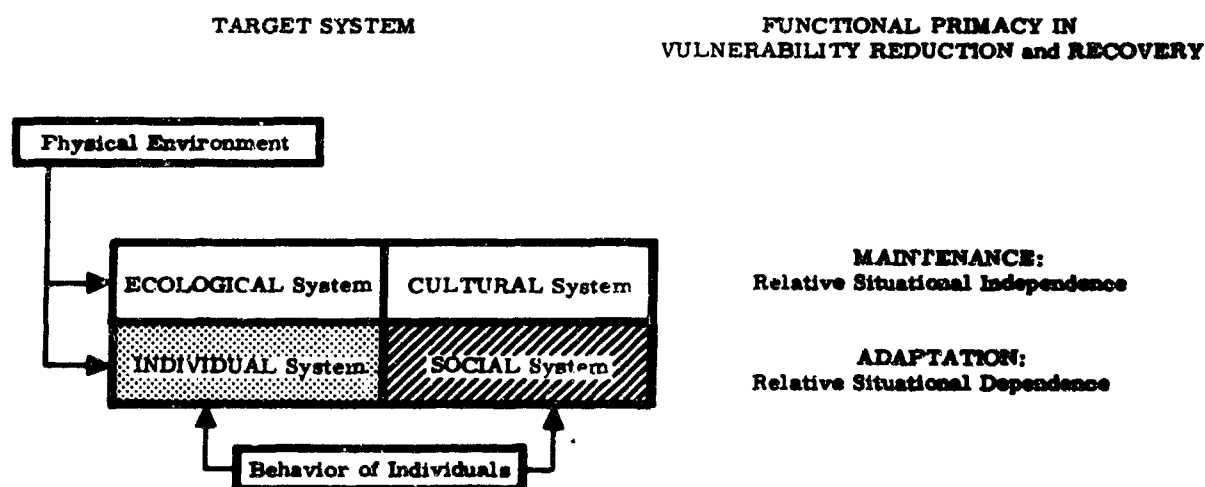 TARGET SYSTEM
FUNCTIONAL PRIMACY IN
VULNERABILITY REDUCTION and RECOVERY
Physical Environment
ECOLOGICAL System
CULTURAL System
MAINTENANCE:
Relative Situational Independence
INDIVIDUAL System
SOCIAL System
ADAPTATION:
Relative Situational Dependence
Behavior of Individuals